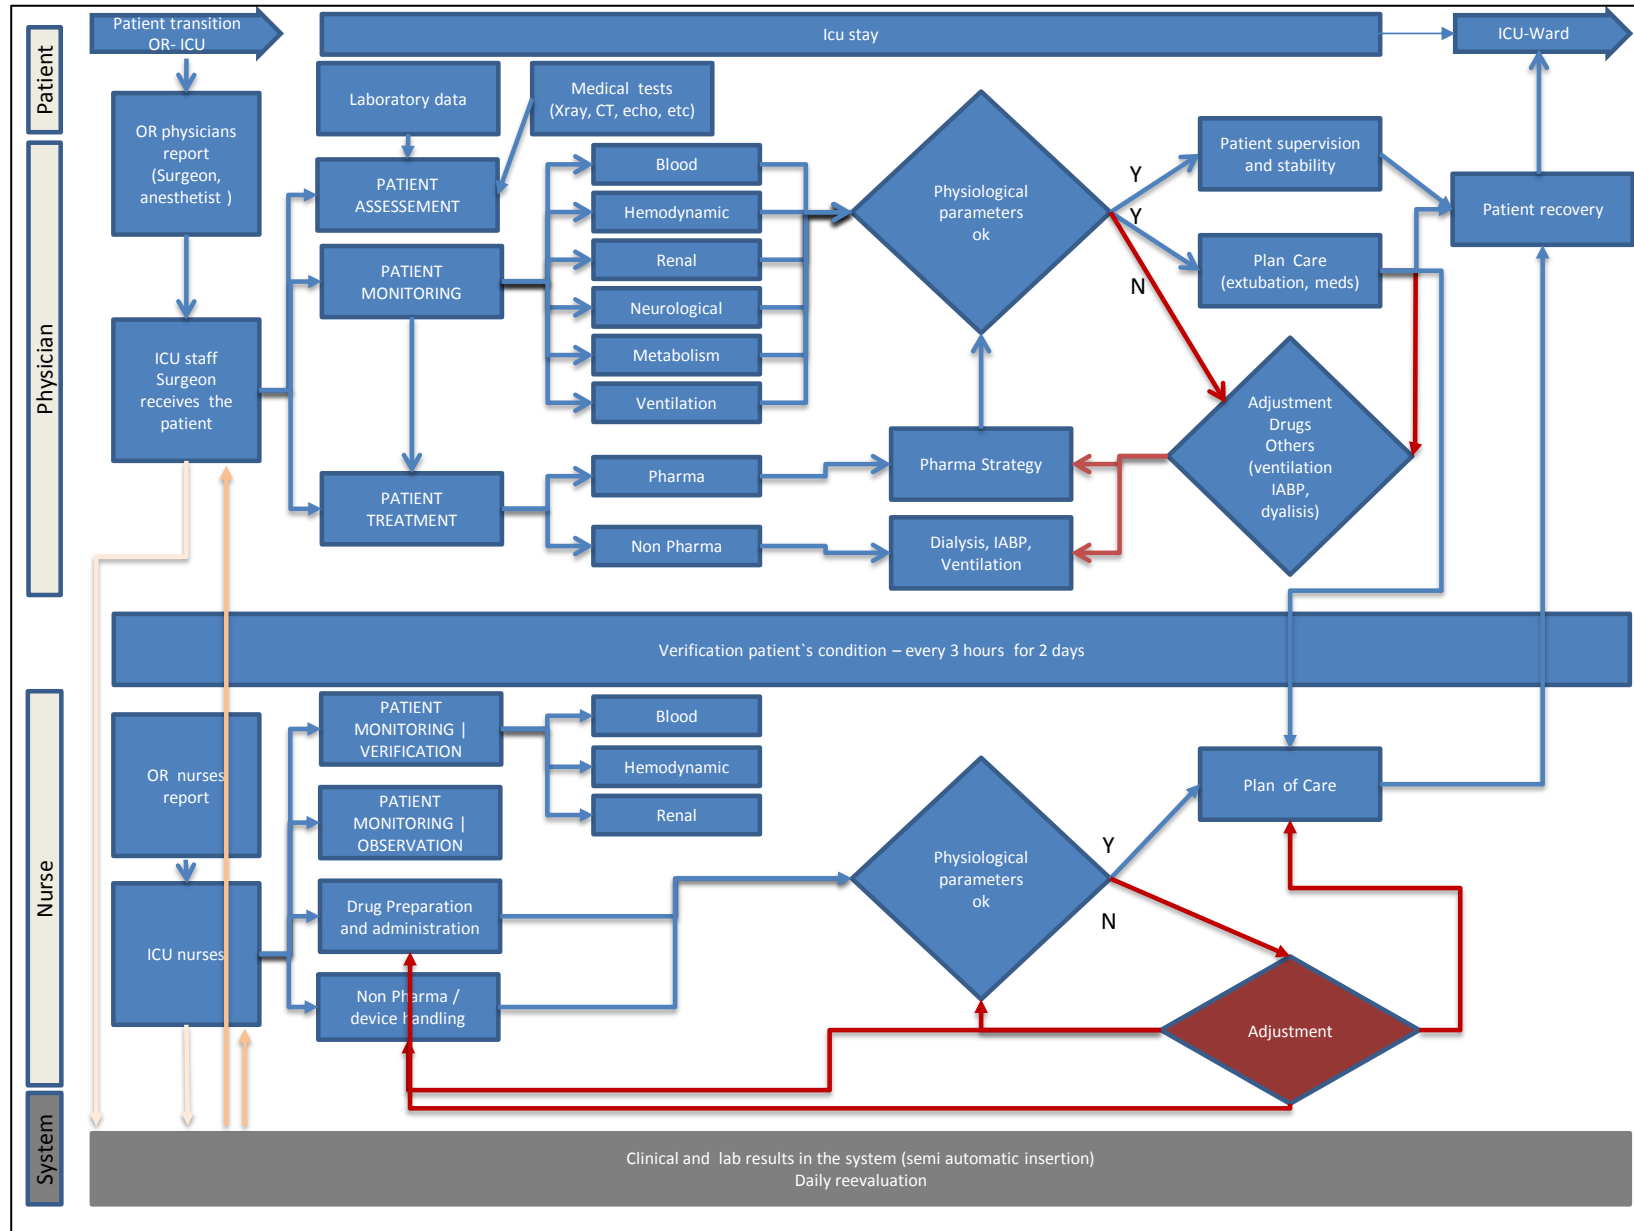 Patient transition
OR- ICU
Icu stay
ICU-Ward
Patient
Laboratory data
Medical tests
(Xray, CT, echo, etc)
OR physicians
report
(Surgeon,
anesthetist )
Physician
PATIENT
ASSESSEMENT
Blood
Hemodynamic
Renal
Neurological
Metabolism
Ventilation
PATIENT
MONITORING
Physiological
parameters
ok
Y
Y
N
Patient supervision
and stability
Plan Care
(extubation, meds)
Patient recovery
ICU staff
Surgeon
receives the
patient
Adjustment
Drugs
Others
(ventilation
IABP,
dyalisis)
PATIENT
TREATMENT
Pharma
Non Pharma
Pharma Strategy
Dialysis, IABP,
Ventilation
Verification patient`s condition – every 3 hours for 2 days
Nurse
OR nurses
report
PATIENT
MONITORING |
VERIFICATION
Blood
Hemodynamic
Renal
PATIENT
MONITORING |
OBSERVATION
Physiological
parameters
ok
Y
N
Plan of Care
ICU nurses
Drug Preparation
and administration
Non Pharma /
device handling
Adjustment
System
Clinical and lab results in the system (semi automatic insertion)
Daily reevaluation